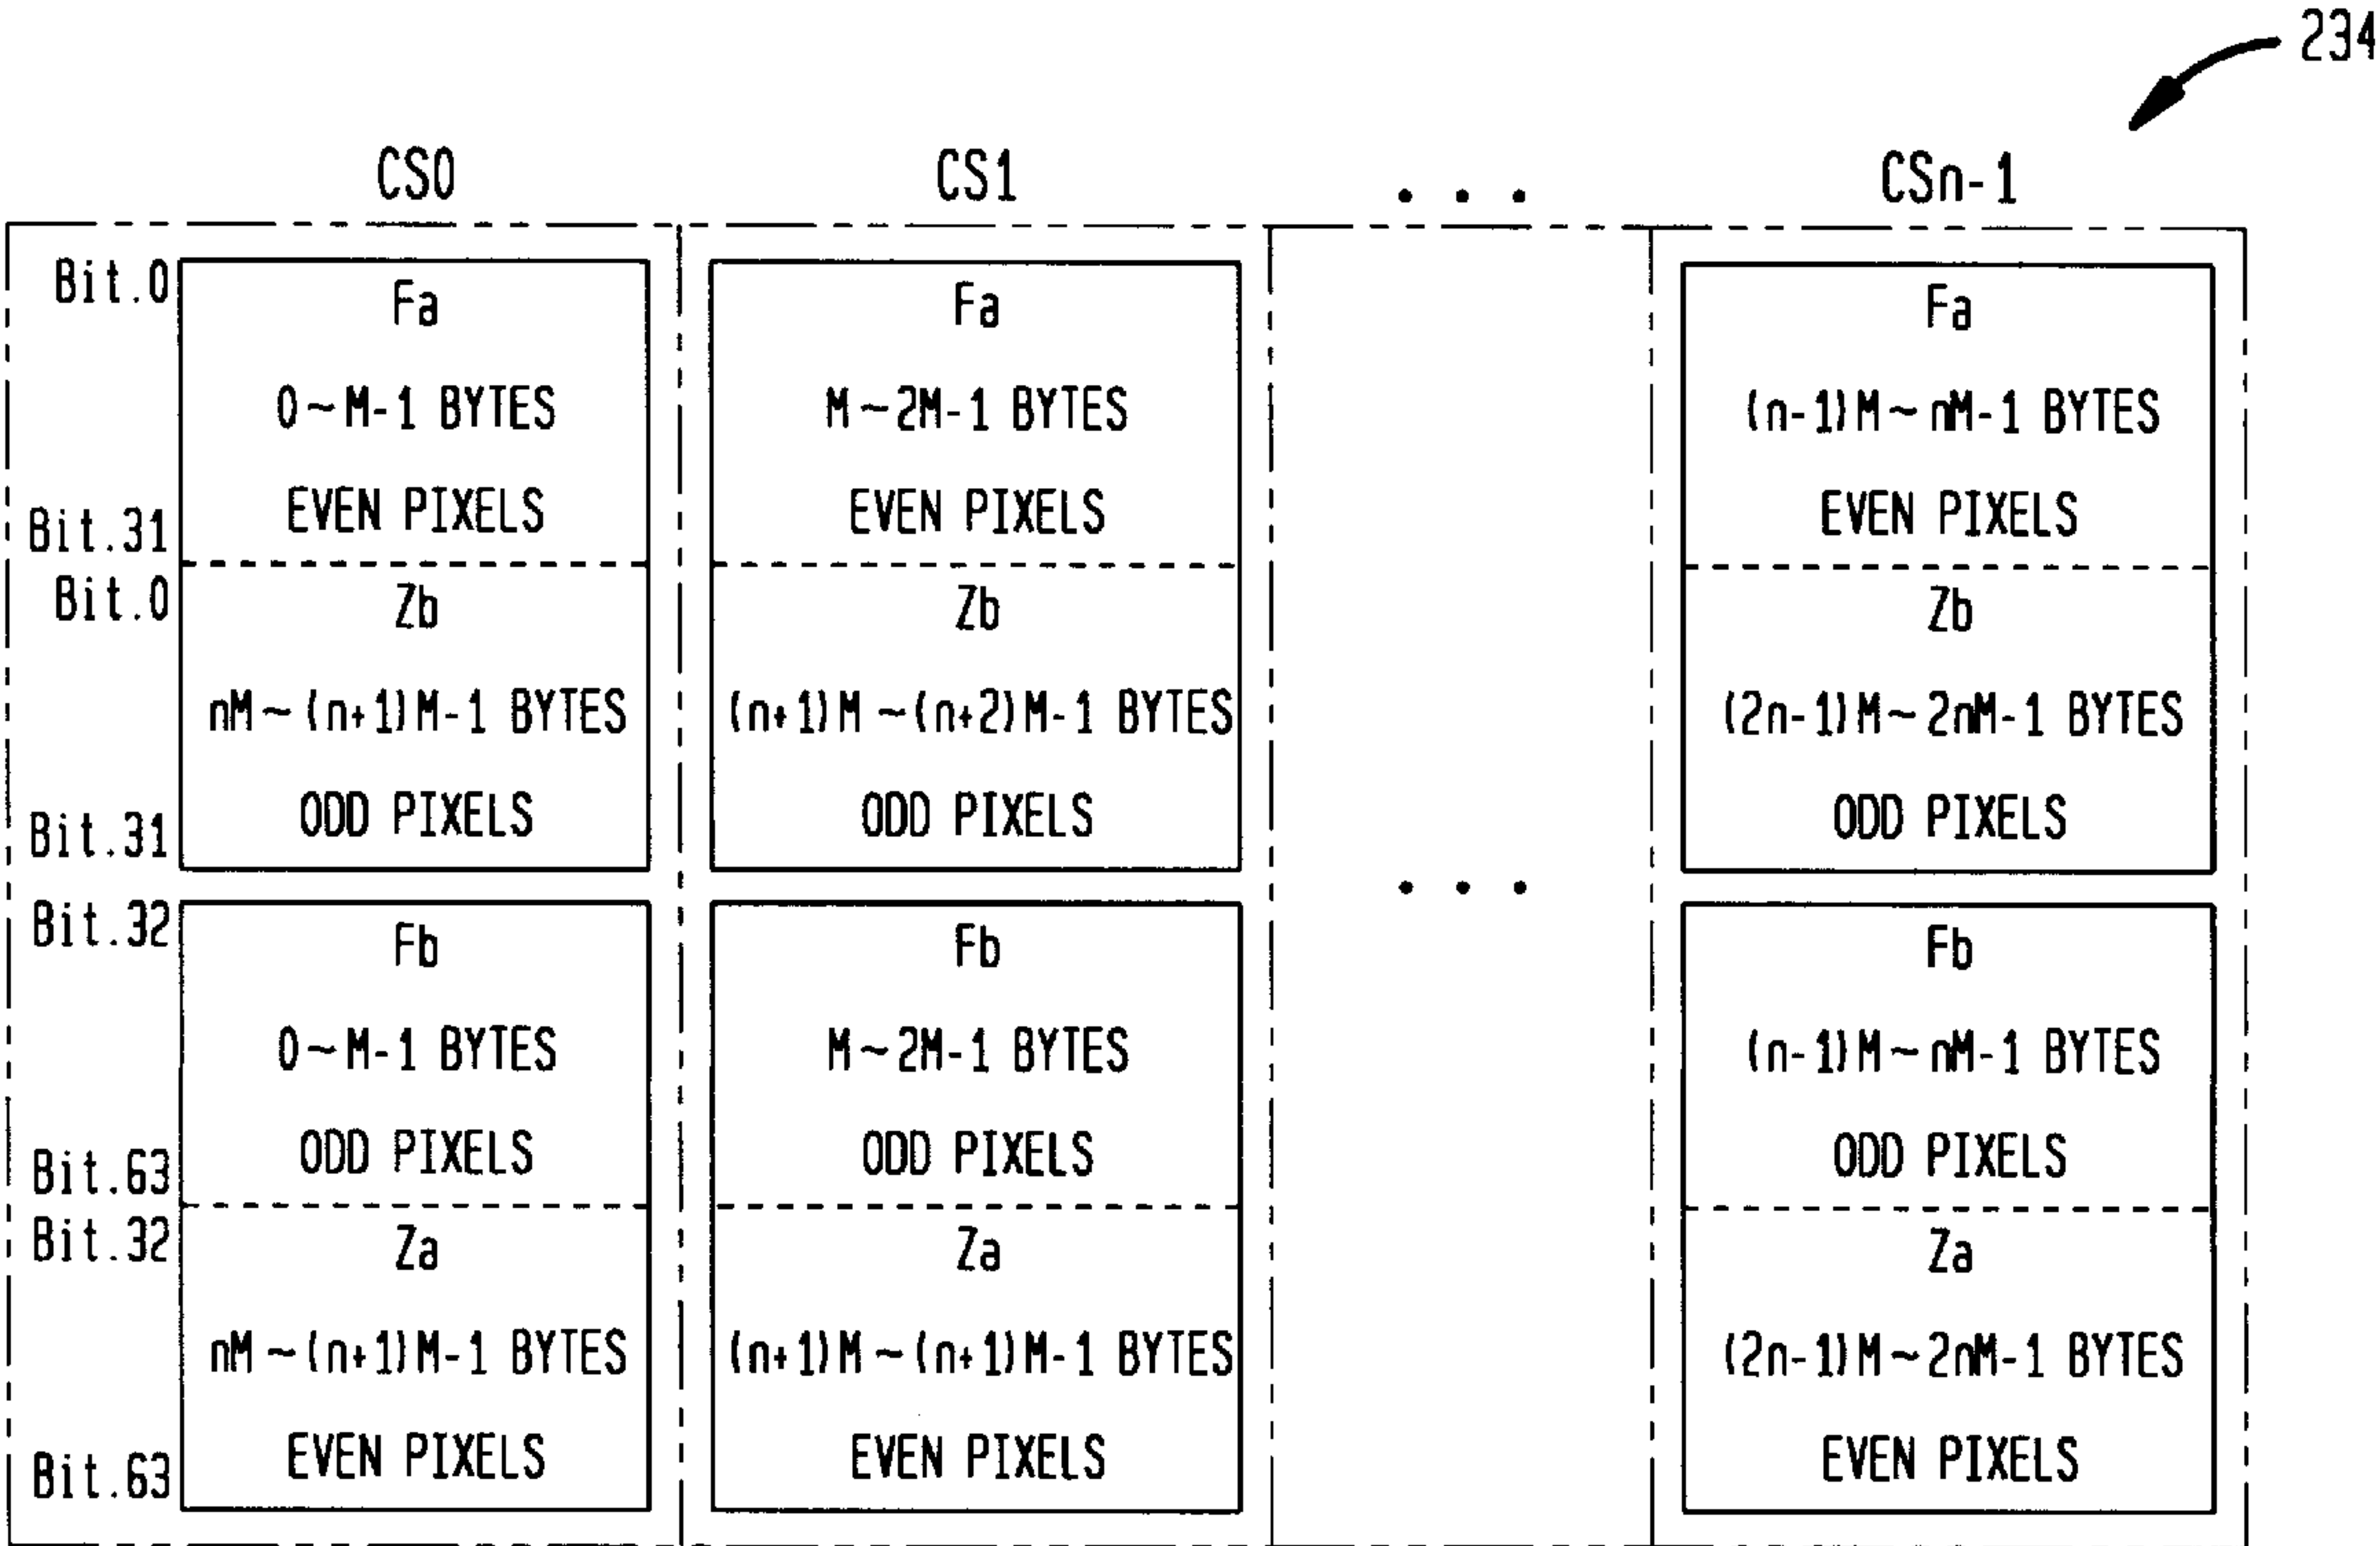 234
CS0
CS1
. . .
CSn-1
Bit.0
Fa
0~M-1 BYTES
EVEN PIXELS
Bit.31
Bit.0
Zb
nM~(n+1)M-1 BYTES
ODD PIXELS
Bit.31
Fa
M~2M-1 BYTES
EVEN PIXELS
Zb
(n+1)M~(n+2)M-1 BYTES
ODD PIXELS
Fa
(n-1)M~nM-1 BYTES
EVEN PIXELS
Zb
(2n-1)M~2nM-1 BYTES
ODD PIXELS
. . .
Bit.32
Fb
0~M-1 BYTES
ODD PIXELS
Bit.63
Bit.32
Za
nM~(n+1)M-1 BYTES
EVEN PIXELS
Bit.63
Fb
M~2M-1 BYTES
ODD PIXELS
Za
(n+1)M~(n+1)M-1 BYTES
EVEN PIXELS
Fb
(n-1)M~nM-1 BYTES
ODD PIXELS
Za
(2n-1)M~2nM-1 BYTES
EVEN PIXELS